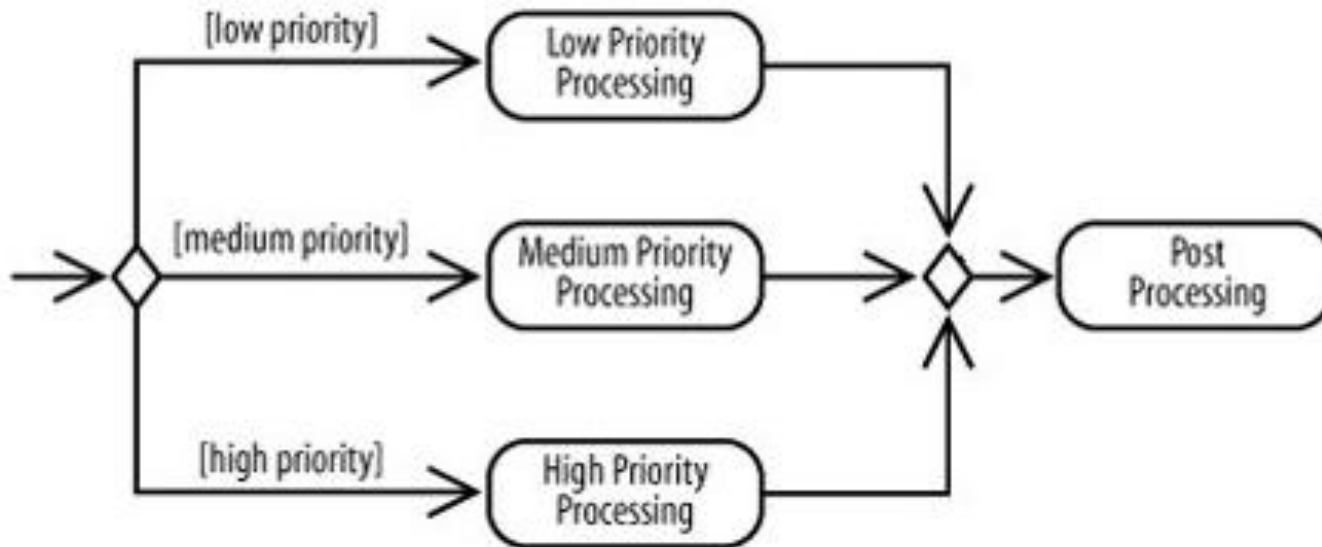 [low priority]
Low Priority
Processing
[medium priority]
Medium Priority
Processing
Post
Processing
[high priority]
High Priority
Processing